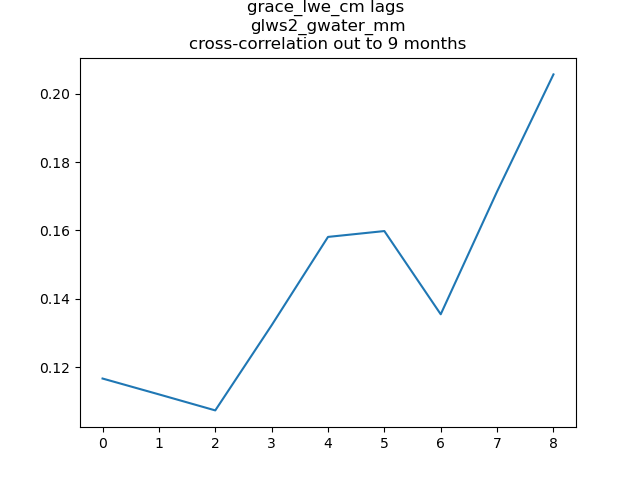 grace_lwe_cm lags
glws2_gwater_mm
cross-correlation out to 9 months
0.20
0.18
0.16
0.14
0.12
0 1 2 3 4 5 6 7 8